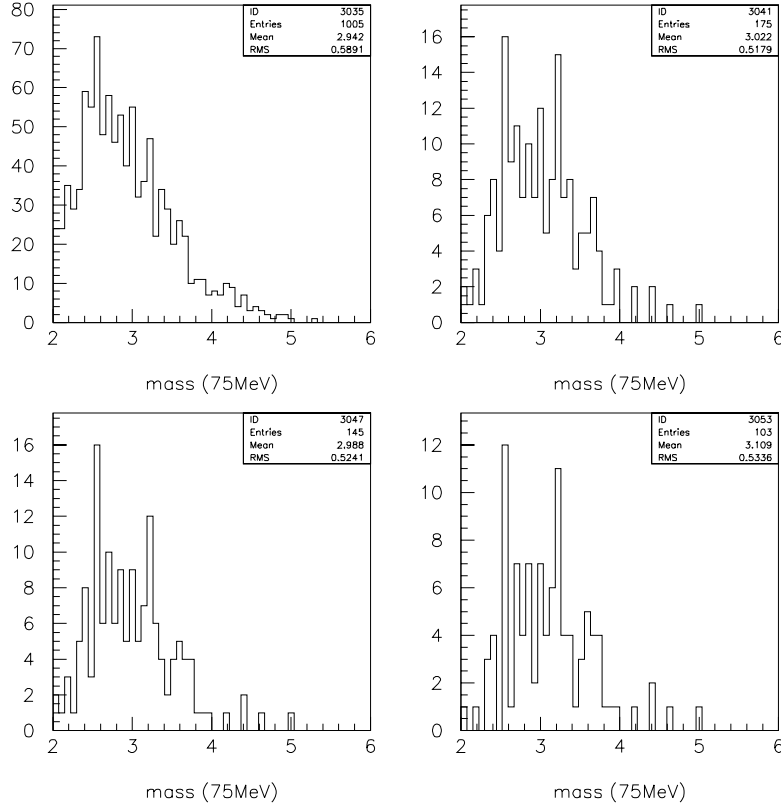 ID 3035
Entries 1005
Mean 2.942
RMS 0.5891
80
70
60
50
40
30
20
10
0
2 3 4 5 6
mass (75MeV)
ID 3041
Entries 175
Mean 3.022
RMS 0.5179
16
14
12
10
8
6
4
2
0
2 3 4 5 6
mass (75MeV)
ID 3047
Entries 145
Mean 2.988
RMS 0.5241
16
14
12
10
8
6
4
2
0
2 3 4 5 6
mass (75MeV)
ID 3053
Entries 103
Mean 3.109
RMS 0.5336
12
10
8
6
4
2
0
2 3 4 5 6
mass (75MeV)